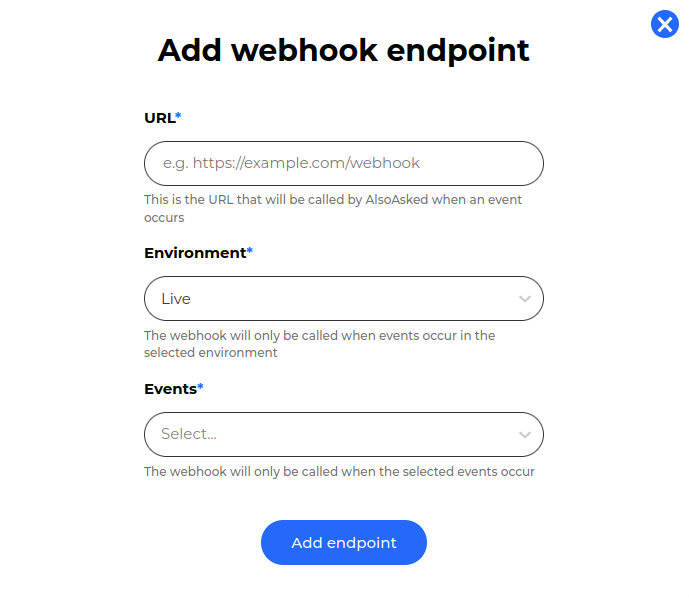 Add webhook endpoint
URL*
e.g. https://example.com/webhook
This is the URL that will be called by AlsoAsked when an event
occurs
Environment*
Live
The webhook will only be called when events occur in the
selected environment
Events*
Select...
The webhook will only be called when the selected events occur
Add endpoint